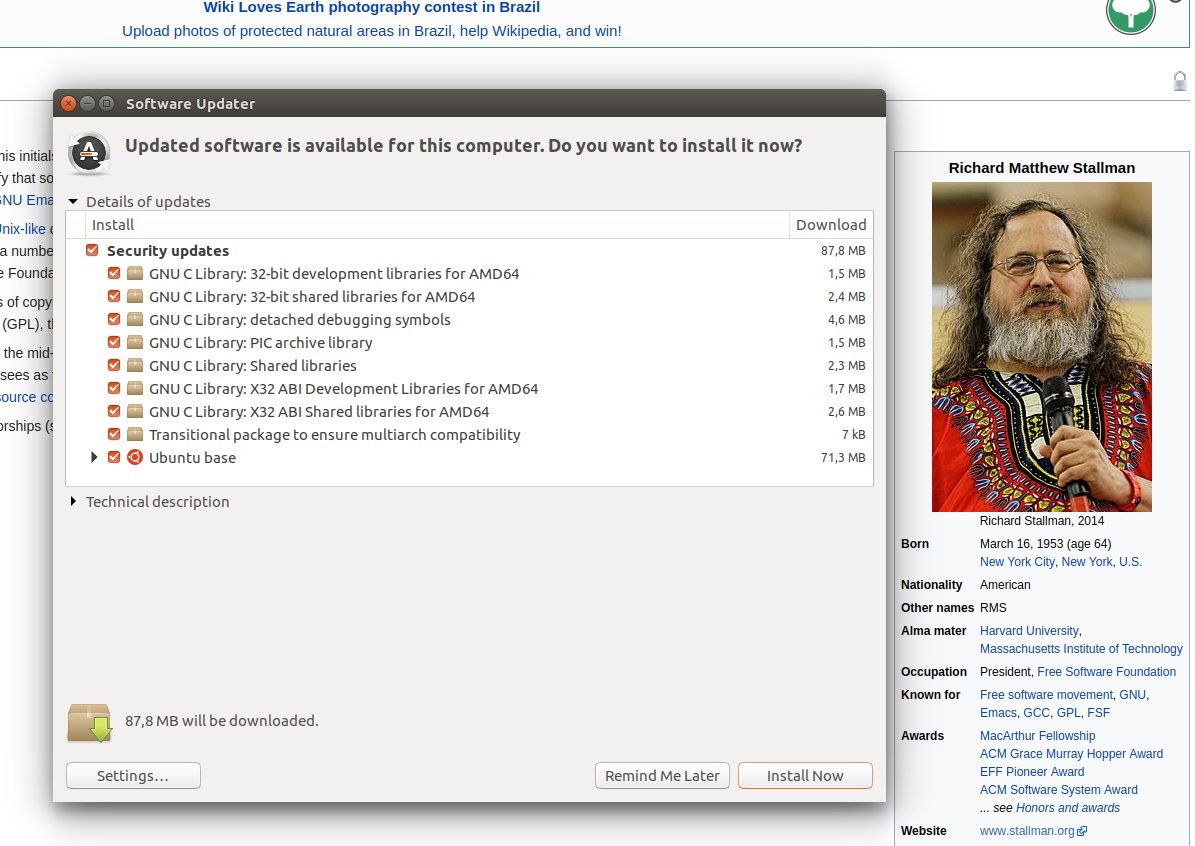 Wiki Loves Earth photography contest in Brazil
Upload photos of protected natural areas in Brazil, help Wikipedia, and win!
Software Updater
Updated software is available for this computer. Do you want to install it now?
Details of updates
Install Download
Security updates 87,8 MB
GNU C Library: 32-bit development libraries for AMD64 1,5 MB
GNU C Library: 32-bit shared libraries for AMD64 2,4 MB
GNU C Library: detached debugging symbols 4,6 MB
GNU C Library: PIC archive library 1,5 MB
GNU C Library: Shared libraries 2,3 MB
GNU C Library: X32 ABI Development Libraries for AMD64 1,7 MB
GNU C Library: X32 ABI Shared libraries for AMD64 2,6 MB
Transitional package to ensure multiarch compatibility 7 kB
Ubuntu base 71,3 MB
Technical description
87,8 MB will be downloaded.
Settings...
Remind Me Later
Install Now
initial
fy that so
GNU Ema
Unix-like
a numbe
e Founda
s of copy
(GPL), t
the mid-
sees as
source co
orships (s
Richard Matthew Stallman
Richard Stallman, 2014
Born March 16, 1953 (age 64)
New York City, New York, U.S.
Nationality American
Other names RMS
Alma mater Harvard University,
Massachusetts Institute of Technology
Occupation President, Free Software Foundation
Known for Free software movement, GNU,
Emacs, GCC, GPL, FSF
Awards MacArthur Fellowship
ACM Grace Murray Hopper Award
EFF Pioneer Award
ACM Software System Award
... see Honors and awards
Website www.stallman.org